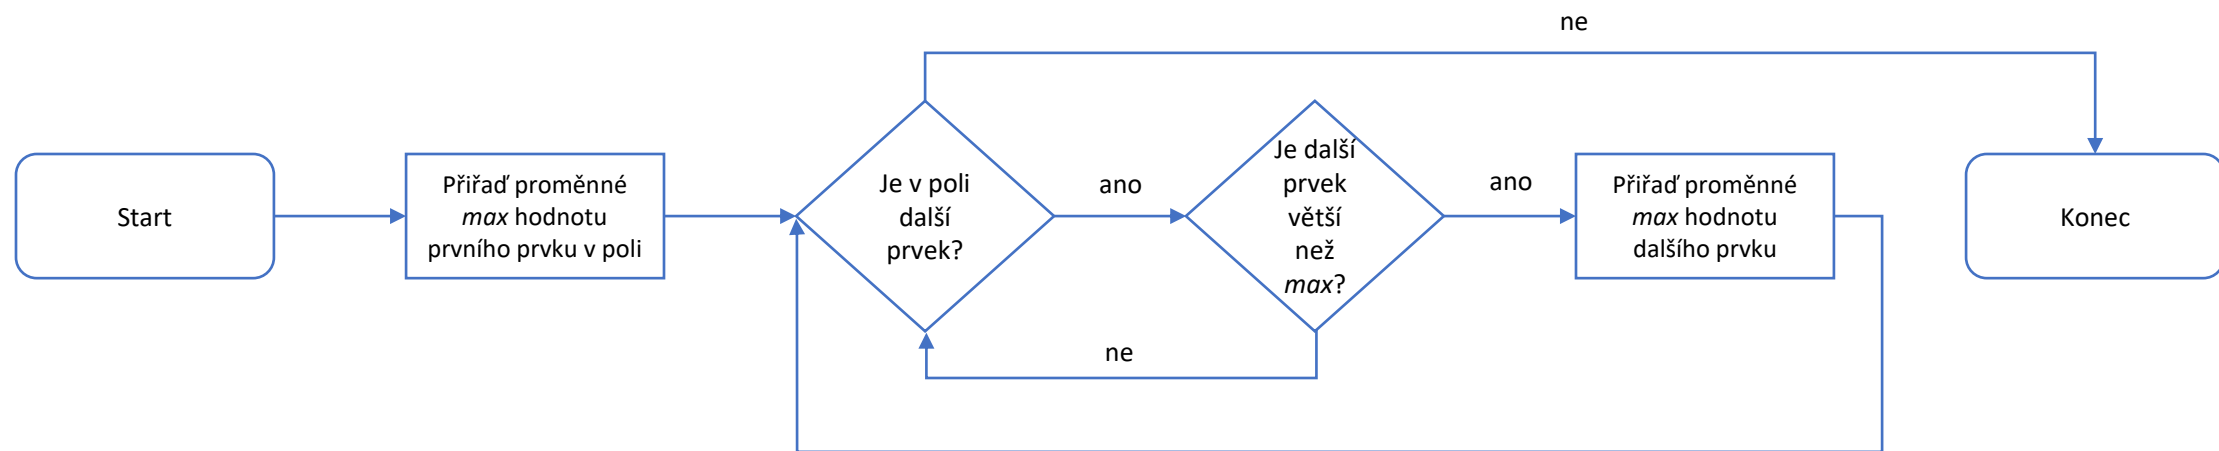 Start
Přiřaď proměnné
max hodnotu
prvního prvku v poli
Je v poli
další
prvek?
ne
ano
Je další
prvek
větší
než
max?
ne
ano
Přiřaď proměnné
max hodnotu
dalšího prvku
Konec